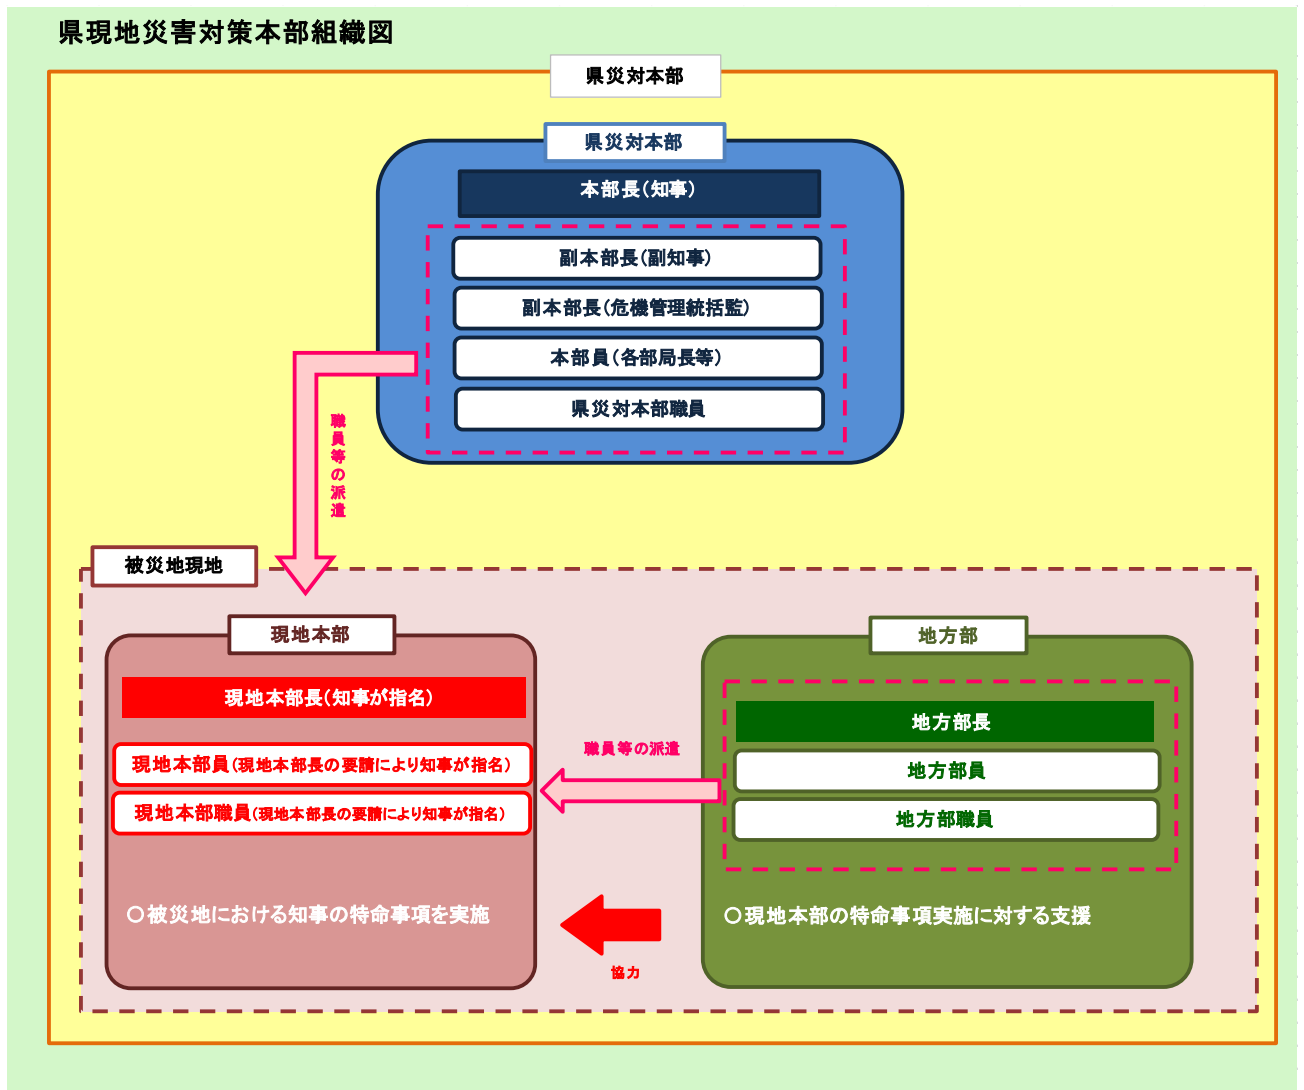 県現地災害対策本部組織図
県災対本部
県災対本部
本部長（知事）
副本部長（副知事）
副本部長（危機管理統括監）
本部員（各部局長等）
県災対本部職員
職員等の派遣
被災地現地
現地本部
現地本部長（知事が指名）
現地本部員（現地本部長の要請により知事が指名）
現地本部職員（現地本部長の要請により知事が指名）
○被災地における知事の特命事項を実施
職員等の派遣
協力
地方部
地方部長
地方部員
地方部職員
○現地本部の特命事項実施に対する支援